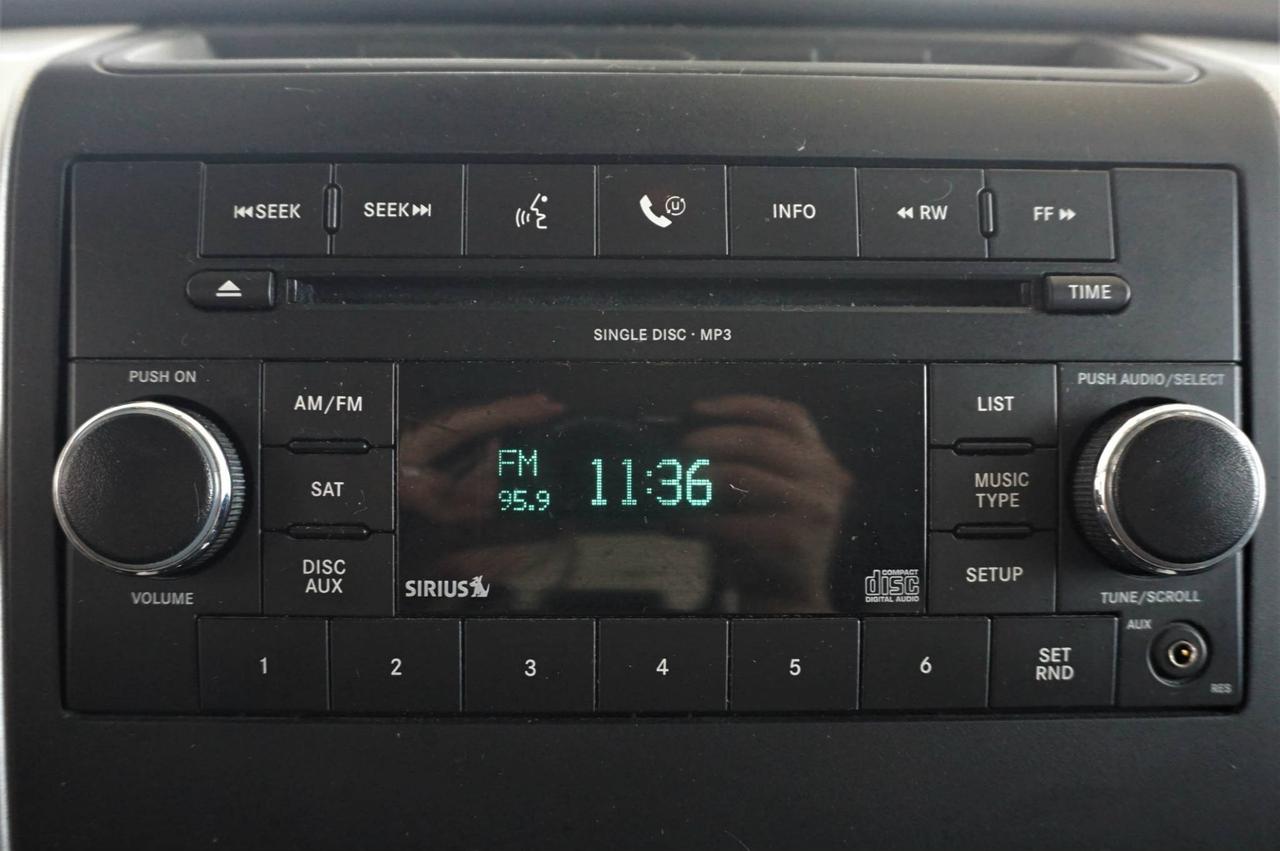 SEEK
SEEK
U
INFO
RW
FF
TIME
SINGLE DISC · MP3
PUSH ON
VOLUME
AM/FM
SAT
DISC
AUX
FM
95.9
11:36
SIRIUS
COMPACT
disc
DIGITAL AUDIO
LIST
MUSIC
TYPE
SETUP
PUSH AUDIO/SELECT
TUNE/SCROLL
1
2
3
4
5
6
SET
RND
AUX
RES